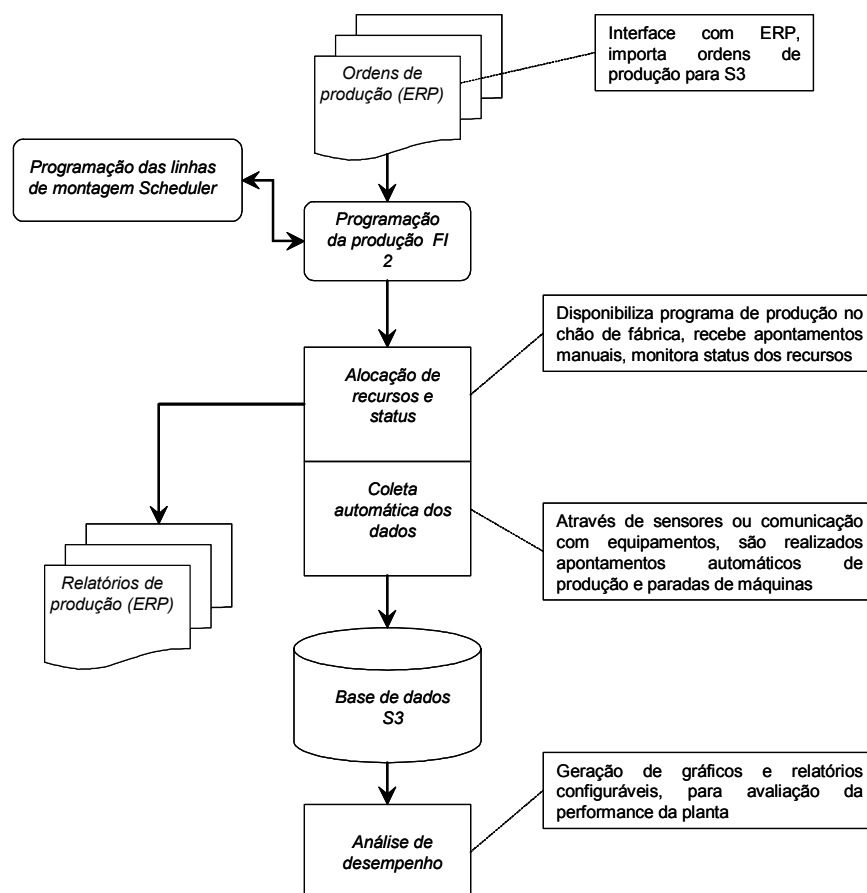 Ordens de
produção (ERP)
Interface com ERP,
importa ordens de
produção para S3
Programação das linhas
de montagem Scheduler
Programação
da produção FI
2
Disponibiliza programa de produção no
chão de fábrica, recebe apontamentos
manuais, monitora status dos recursos
Alocação de
recursos e
status
Coleta
automática dos
dados
Através de sensores ou comunicação
com equipamentos, são realizados
apontamentos automáticos de
produção e paradas de máquinas
Relatórios de
produção (ERP)
Base de dados
S3
Geração de gráficos e relatórios
configuráveis, para avaliação da
performance da planta
Análise de
desempenho